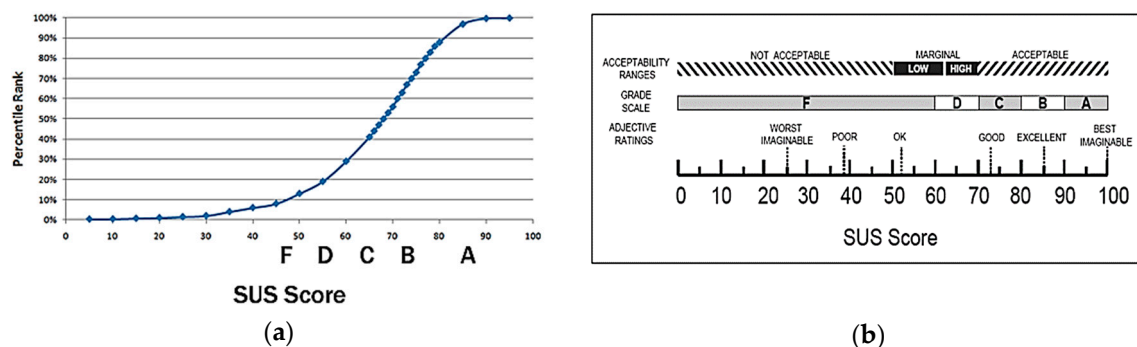 100%
90%
80%
70%
60%
50%
40%
30%
20%
10%
0%
Percentile Rank
0 10 20 30 40 50 60 70 80 90 100
F D C B A
SUS Score
(a)
NOT ACCEPTABLE MARGINAL ACCEPTABLE
ACCEPTABILITY
RANGES
LOW HIGH
GRADE
SCALE
F D C B A
ADJECTIVE
RATINGS
WORST
IMAGINABLE
POOR
OK
GOOD
EXCELLENT
BEST
IMAGINABLE
0 10 20 30 40 50 60 70 80 90 100
SUS Score
(b)